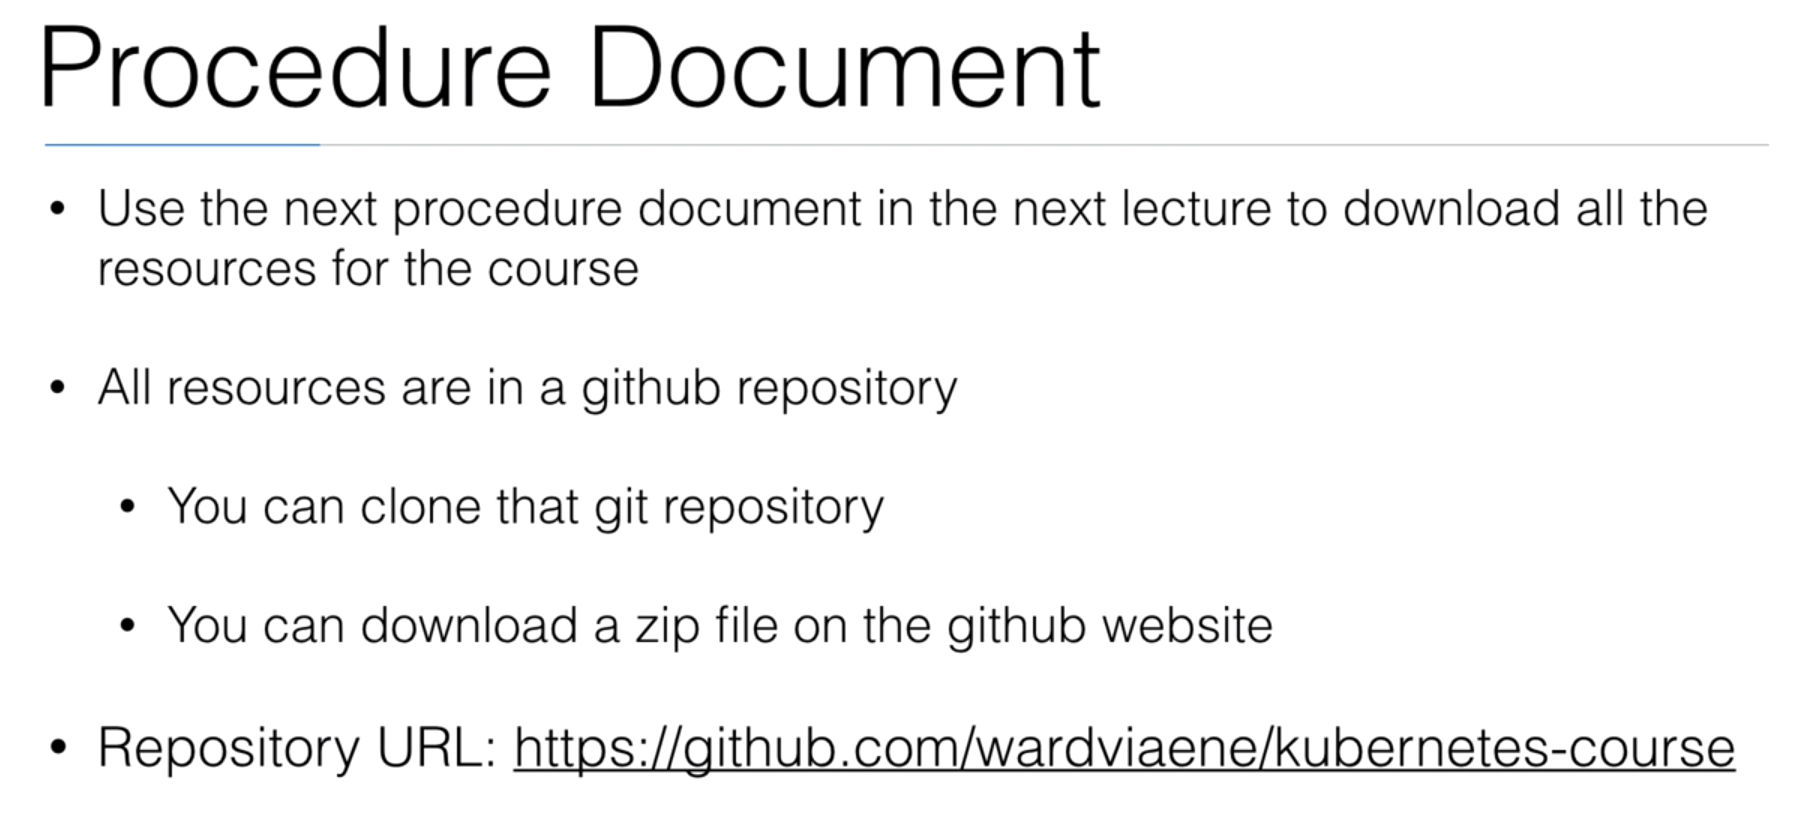 Procedure Document
• Use the next procedure document in the next lecture to download all the
resources for the course
• All resources are in a github repository
• You can clone that git repository
• You can download a zip file on the github website
• Repository URL: https://github.com/wardviaene/kubernetes-course